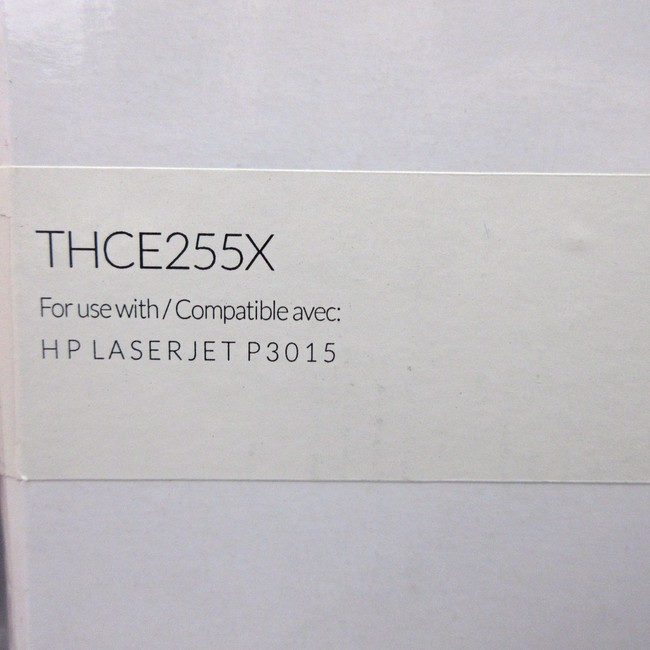 THCE255X
For use with / Compatible avec:
HP LASERJET P3015